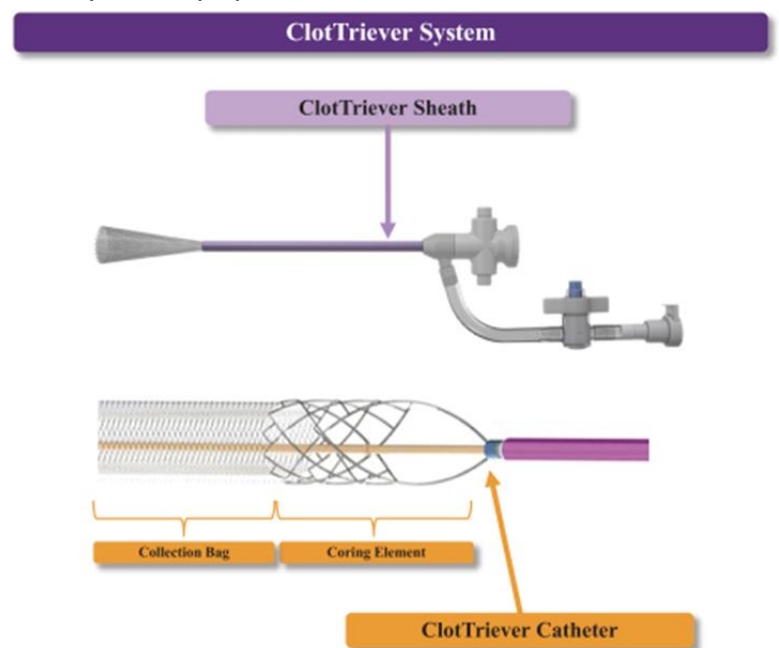 ClotTriever System
ClotTriever Sheath
Collection Bag
Coring Element
ClotTriever Catheter